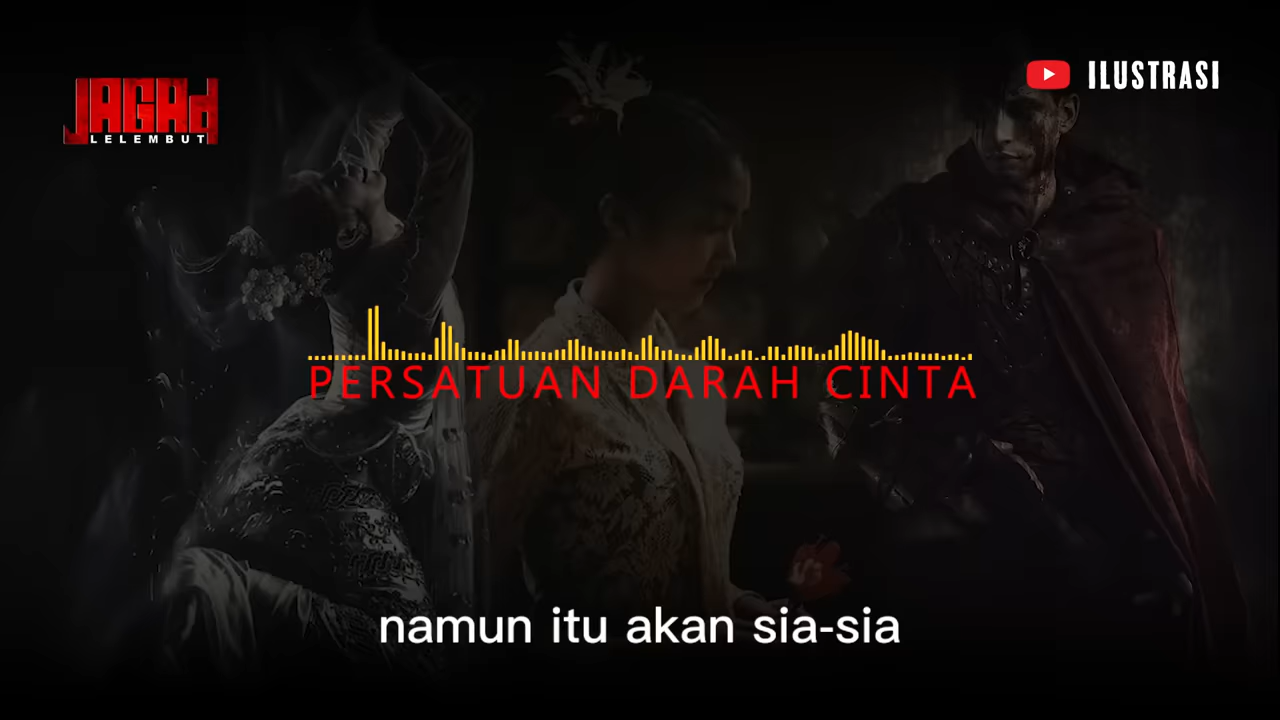 JAGAd
LELEMBUT
ILUSTRASI
PERSATUAN DARAH CINTA
namun itu akan sia-sia